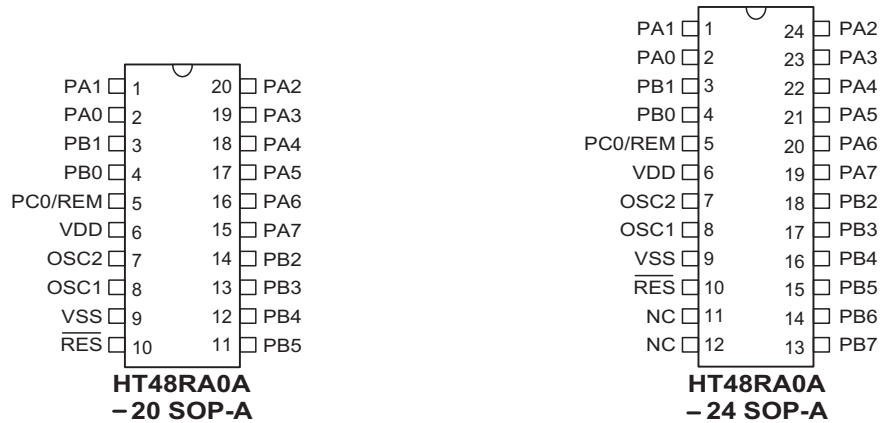 PA1 1 20 PA2
PA0 2 19 PA3
PB1 3 18 PA4
PB0 4 17 PA5
PC0/REM 5 16 PA6
VDD 6 15 PA7
OSC2 7 14 PB2
OSC1 8 13 PB3
VSS 9 12 PB4
RES 10 11 PB5
HT48RA0A
–20 SOP-A
PA1 1 24 PA2
PA0 2 23 PA3
PB1 3 22 PA4
PB0 4 21 PA5
PC0/REM 5 20 PA6
VDD 6 19 PA7
OSC2 7 18 PB2
OSC1 8 17 PB3
VSS 9 16 PB4
RES 10 15 PB5
NC 11 14 PB6
NC 12 13 PB7
HT48RA0A
–24 SOP-A